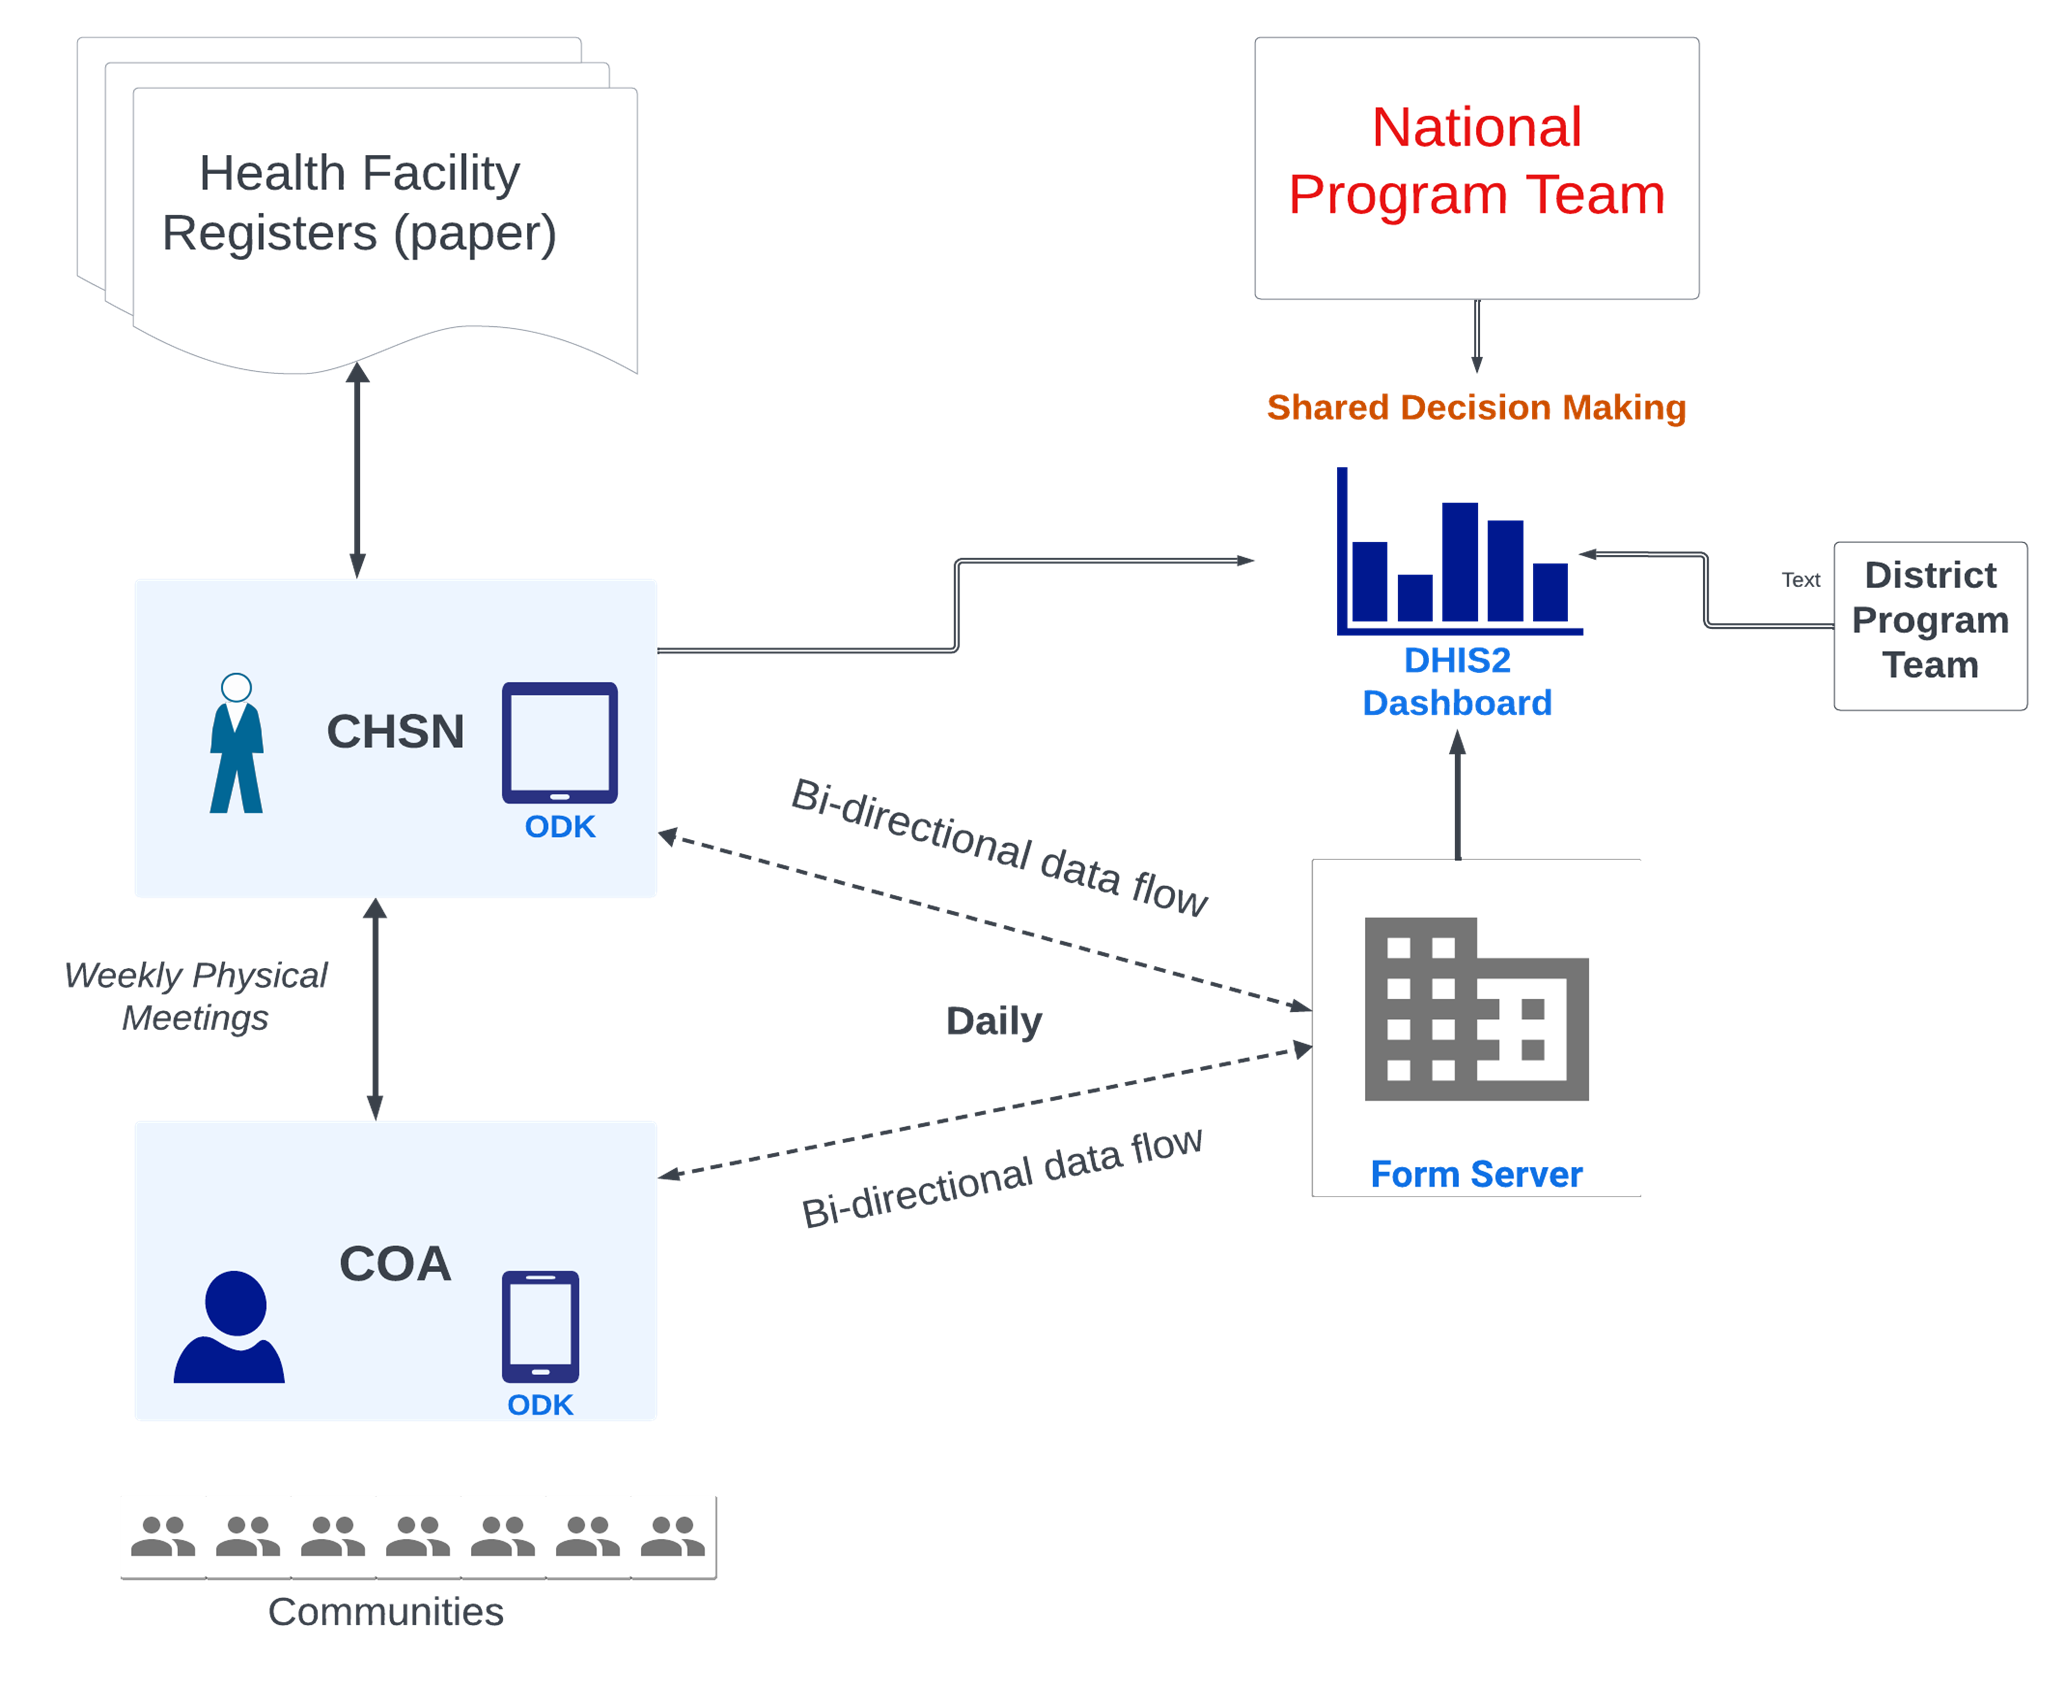 Health Facility
Registers (paper)
National
Program Team
Shared Decision Making
DHIS2
Dashboard
Text
District
Program
Team
CHSN
ODK
Bi-directional data flow
Weekly Physical
Meetings
Daily
Bi-directional data flow
Form Server
COA
ODK
Communities